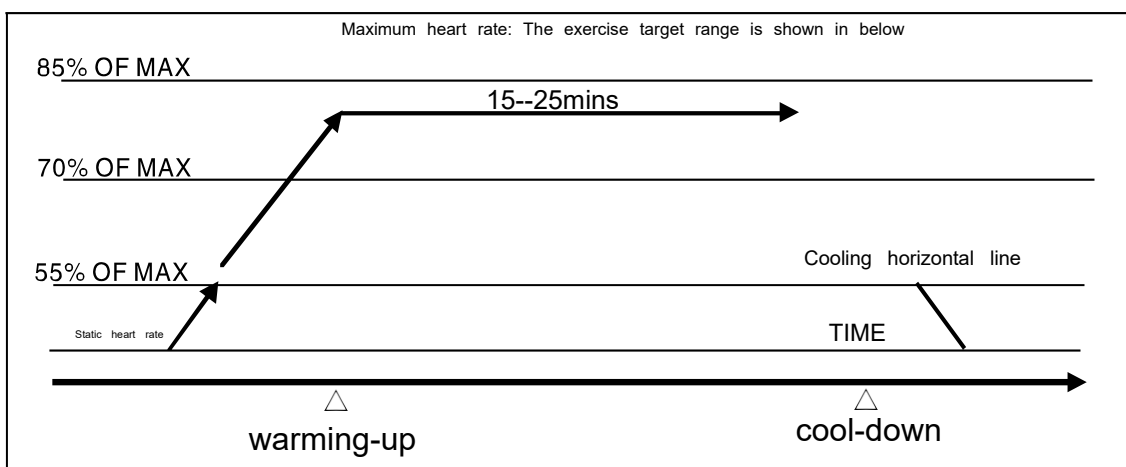 Maximum heart rate: The exercise target range is shown in below
85% OF MAX
15--25mins
70% OF MAX
Cooling horizontal line
55% OF MAX
Static heart rate
TIME
warming-up
cool-down